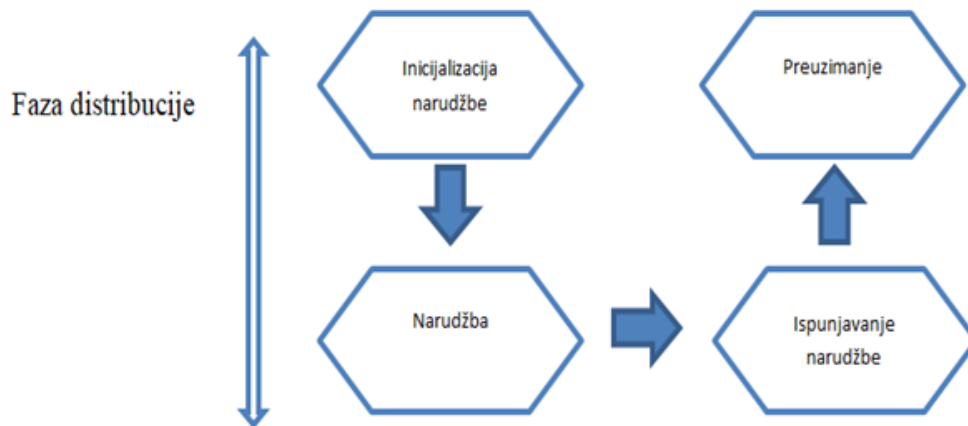 Faza distribucije
Inicijalizacija
narudžbe
Preuzimanje
Narudžba
Ispunjavanje
narudžbe